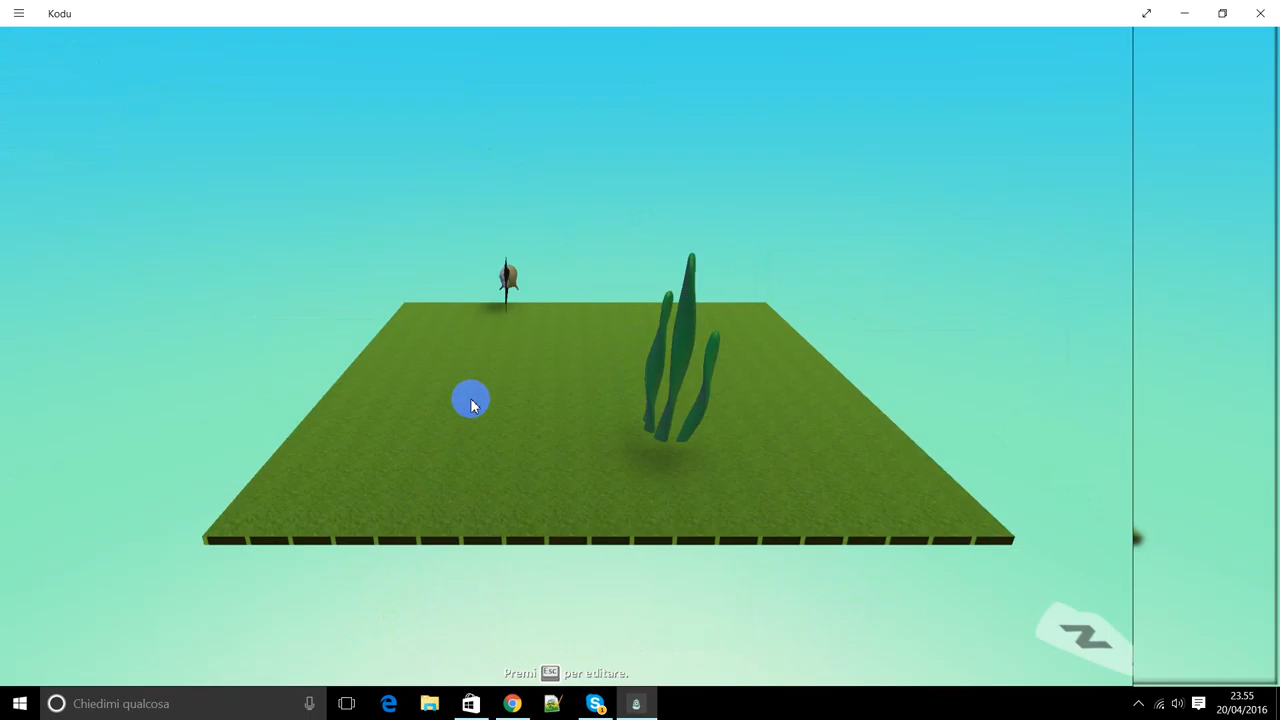 Kodu
Premi Esc per editare.
Chiedimi qualcosa
23.55
20/04/2016